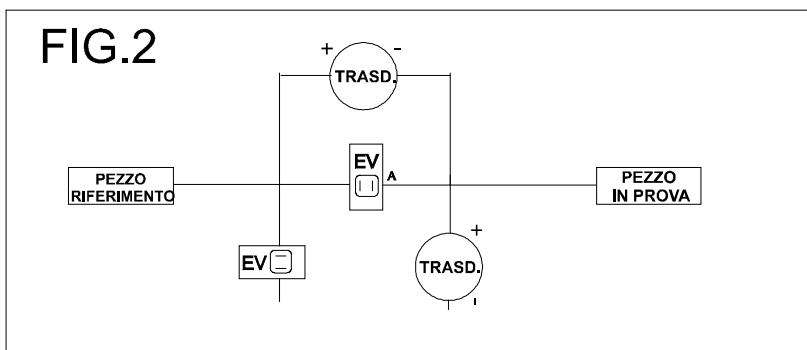 FIG.2
+ -
TRASD.
EV
A
PEZZO
RIFERIMENTO
PEZZO
IN PROVA
EV
+
TRASD.
-